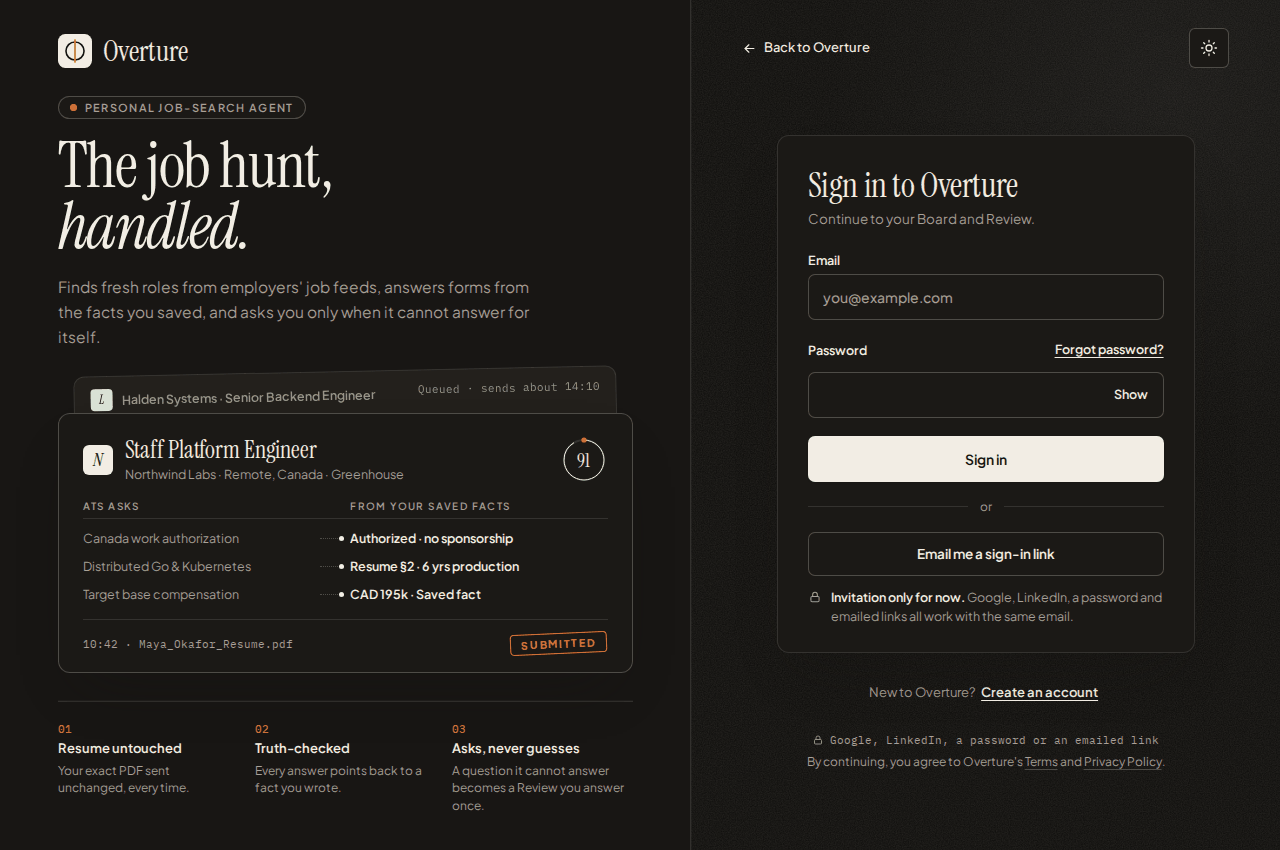 Overture
PERSONAL JOB-SEARCH AGENT
The job hunt,
handled.
Finds fresh roles from employers' job feeds, answers forms from
the facts you saved, and asks you only when it cannot answer for
itself.
L Halden Systems · Senior Backend Engineer Queued · sends about 14:10
N Staff Platform Engineer
Northwind Labs · Remote, Canada · Greenhouse
91
ATS ASKS FROM YOUR SAVED FACTS
Canada work authorization Authorized · no sponsorship
Distributed Go & Kubernetes Resume §2 · 6 yrs production
Target base compensation CAD 195k · Saved fact
10:42 · Maya_Okafor_Resume.pdf SUBMITTED
01
Resume untouched
Your exact PDF sent
unchanged, every time.
02
Truth-checked
Every answer points back to a
fact you wrote.
03
Asks, never guesses
A question it cannot answer
becomes a Review you answer
once.
← Back to Overture
Sign in to Overture
Continue to your Board and Review.
Email
you@example.com
Password Forgot password?
Show
Sign in
or
Email me a sign-in link
Invitation only for now. Google, LinkedIn, a password and
emailed links all work with the same email.
New to Overture? Create an account
Google, LinkedIn, a password or an emailed link
By continuing, you agree to Overture's Terms and Privacy Policy.